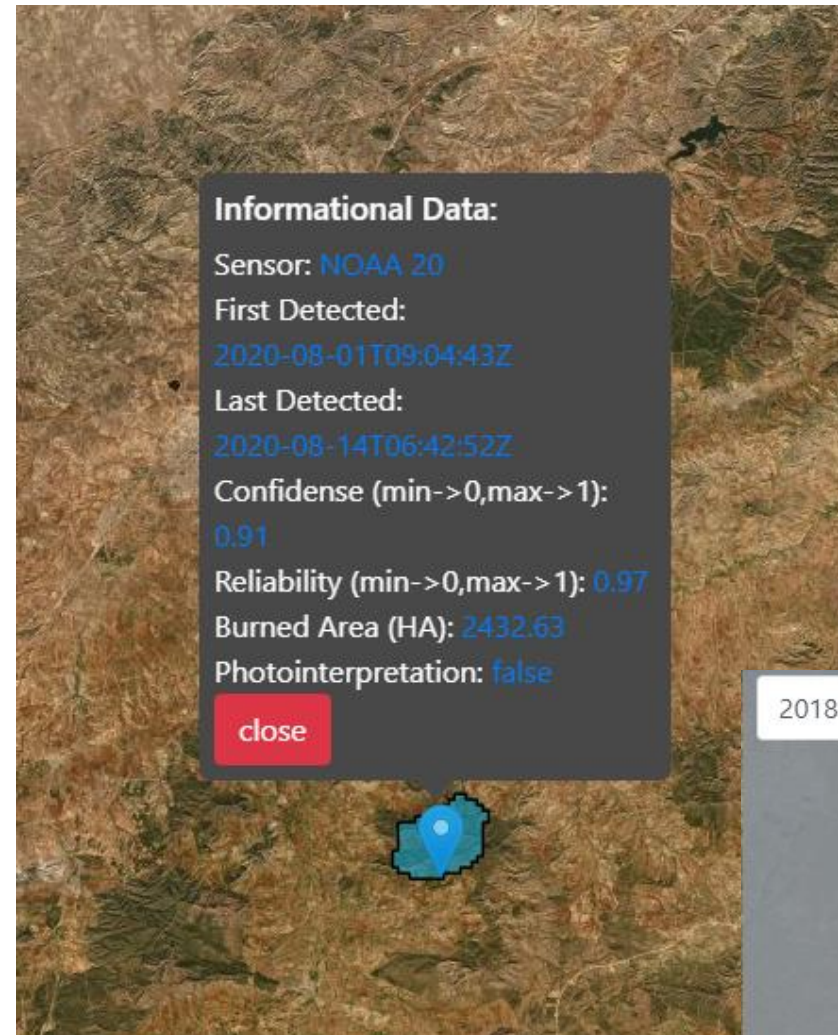 Informational Data:
Sensor: NOAA 20
First Detected:
2020-08-01T09:04:43Z
Last Detected:
2020-08-14T06:42:52Z
Confidense (min->0,max->1):
0.91
Reliability (min->0,max->1): 0.97
Burned Area (HA): 2432.63
Photointerpretation: false
close
2018